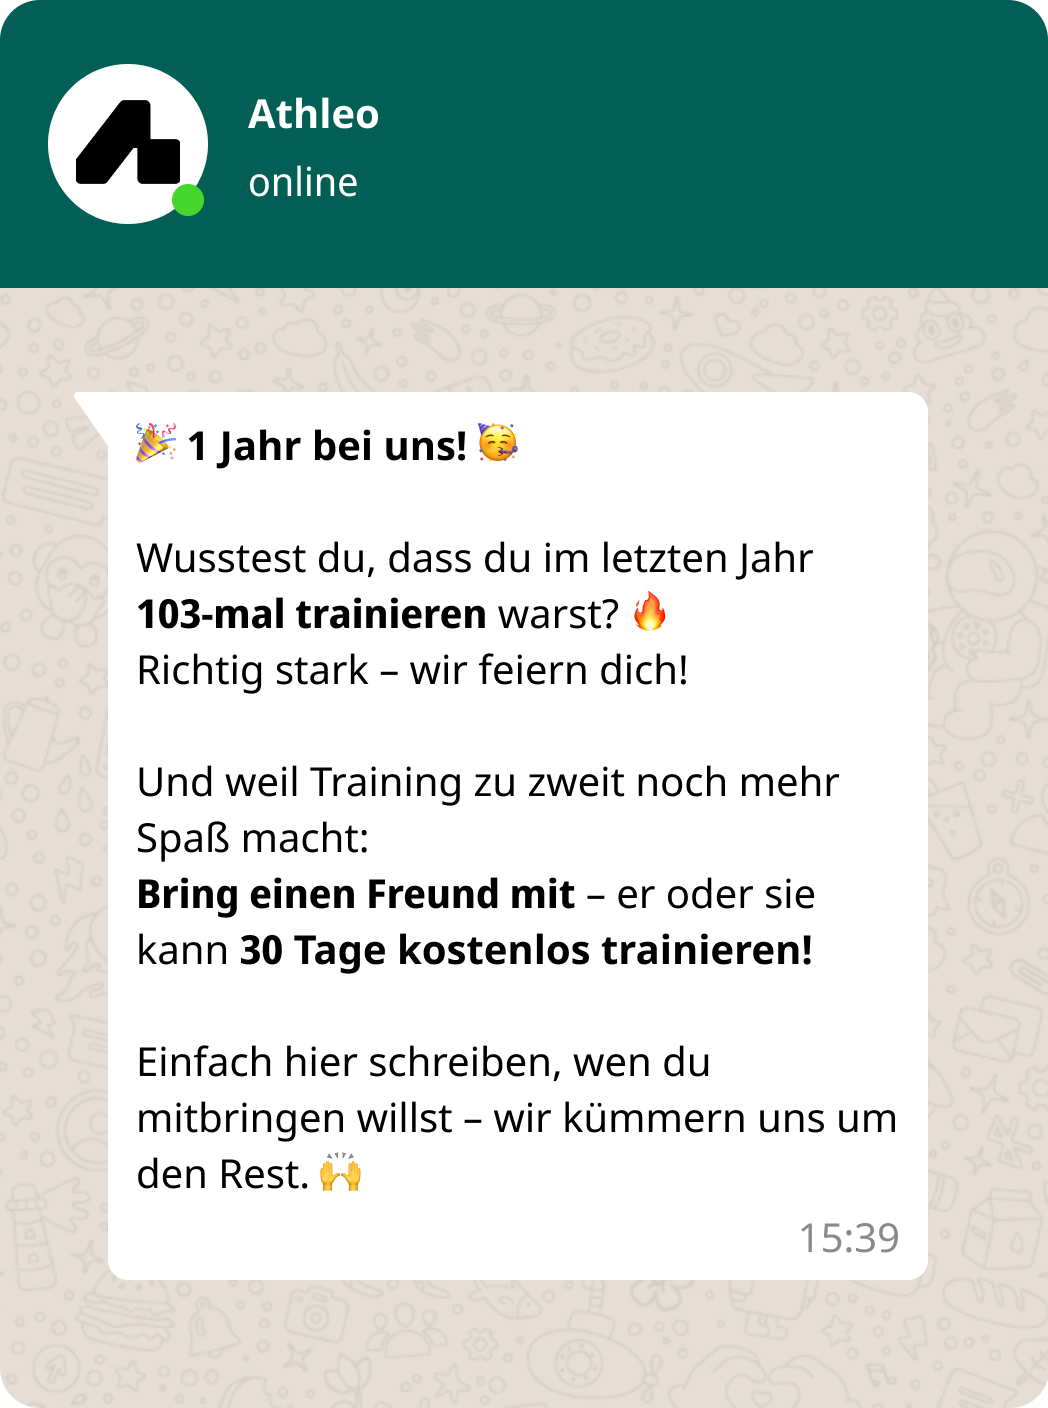 Athleo
online
🎉 1 Jahr bei uns! 🥳
Wusstest du, dass du im letzten Jahr
103-mal trainieren warst? 🔥
Richtig stark – wir feiern dich!
Und weil Training zu zweit noch mehr
Spaß macht:
Bring einen Freund mit – er oder sie
kann 30 Tage kostenlos trainieren!
Einfach hier schreiben, wen du
mitbringen willst – wir kümmern uns um
den Rest. 🙌
15:39